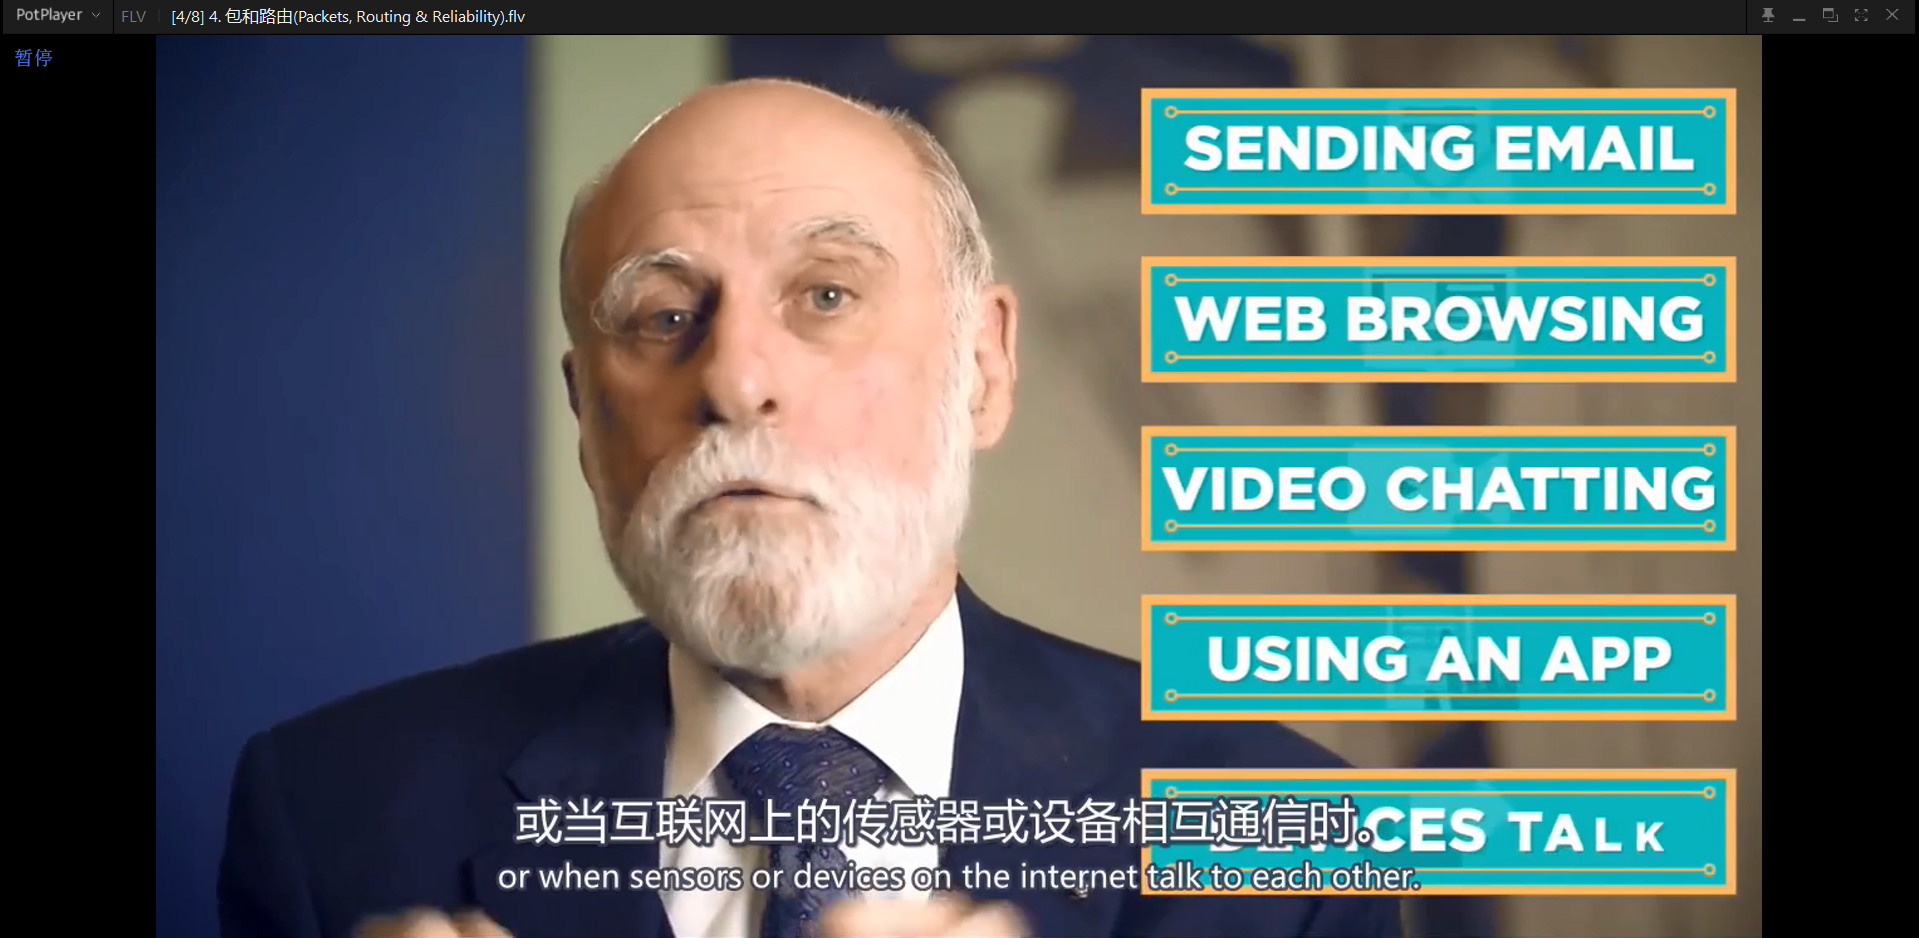 PotPlayer
FLV
[4/8] 4. 包和路由(Packets, Routing & Reliability).flv
暂停
SENDING EMAIL
WEB BROWSING
VIDEO CHATTING
USING AN APP
DEVICES TALK
或当互联网上的传感器或设备相互通信时。
or when sensors or devices on the internet talk to each other.